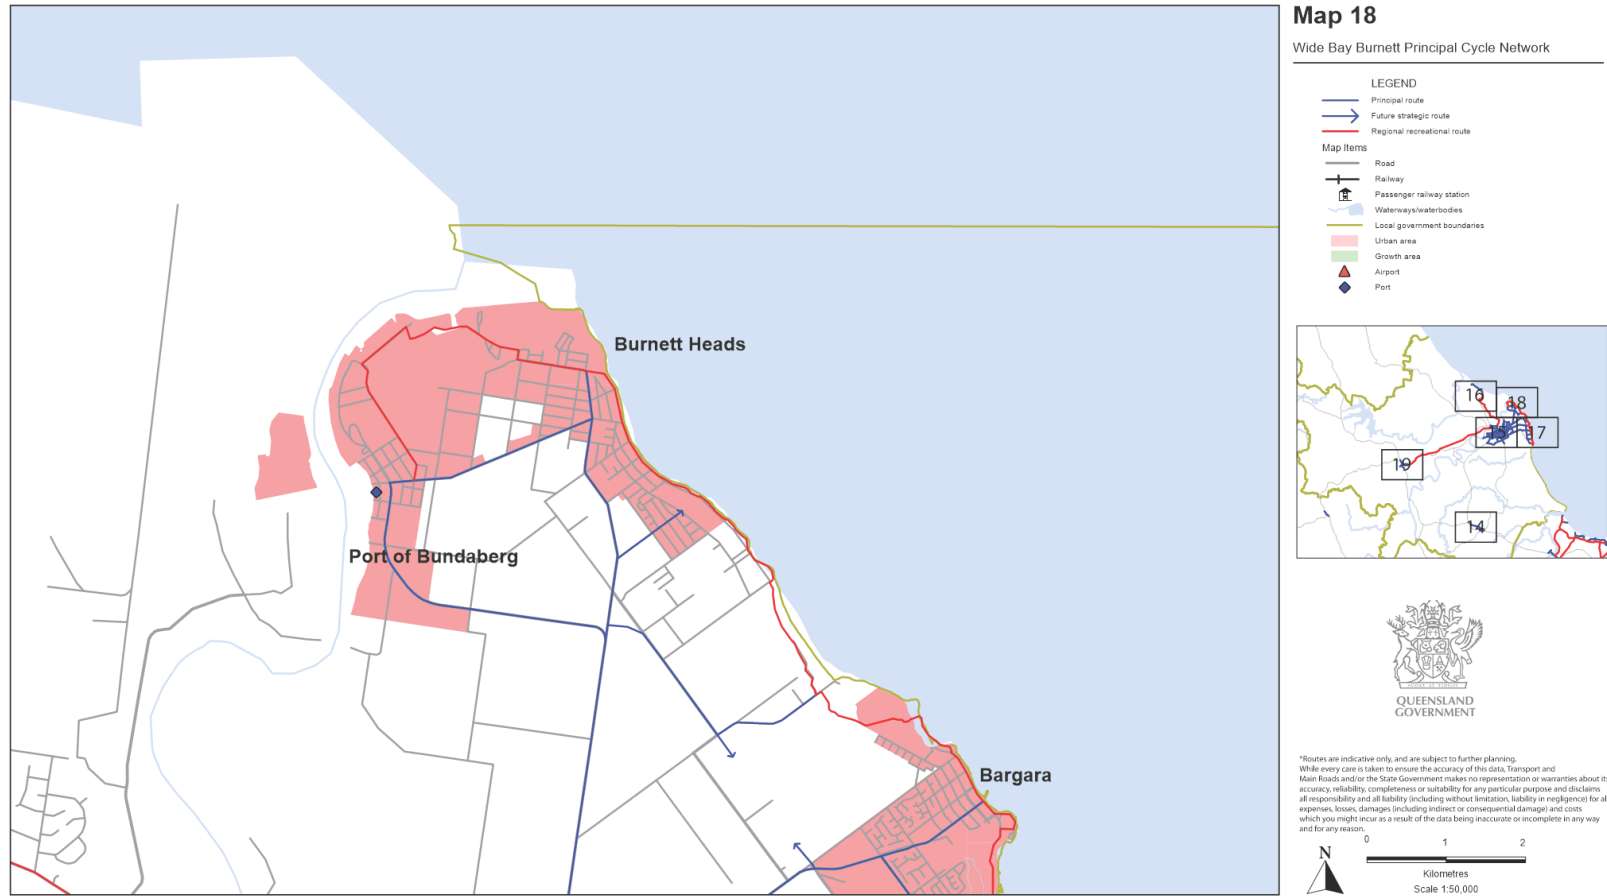 Map 18
Wide Bay Burnett Principal Cycle Network
LEGEND
Principal route
Future strategic route
Regional recreational route
Map Items
Road
Railway
Passenger railway station
Waterways/waterbodies
Local government boundaries
Urban area
Growth area
Airport
Port
Burnett Heads
Port of Bundaberg
Bargara
16
18
15
17
19
14
QUEENSLAND
GOVERNMENT
*Routes are indicative only, and are subject to further planning.
While every care is taken to ensure the accuracy of this data, Transport and
Main Roads and/or the State Government makes no representation or warranties about its
accuracy, reliability, completeness or suitability for any particular purpose and disclaims
all responsibility and all liability (including without limitation, liability in negligence) for all
expenses, losses, damages (including indirect or consequential damage) and costs
which you might incur as a result of the data being inaccurate or incomplete in any way
and for any reason.
N
0 1 2
Kilometres
Scale 1:50,000